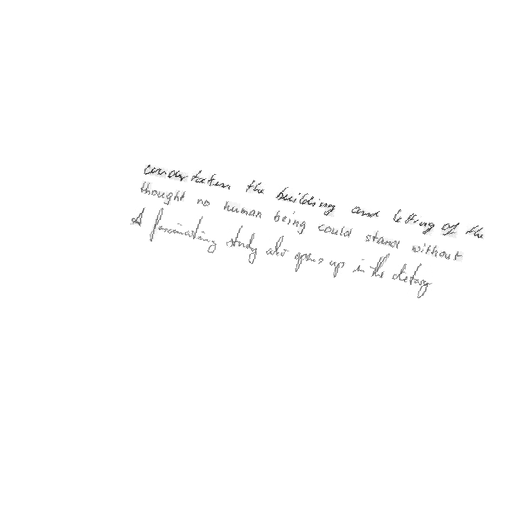 undertaken the building and letting of the
thought no human being could stand without
A fascinating study also opens up in the dietary